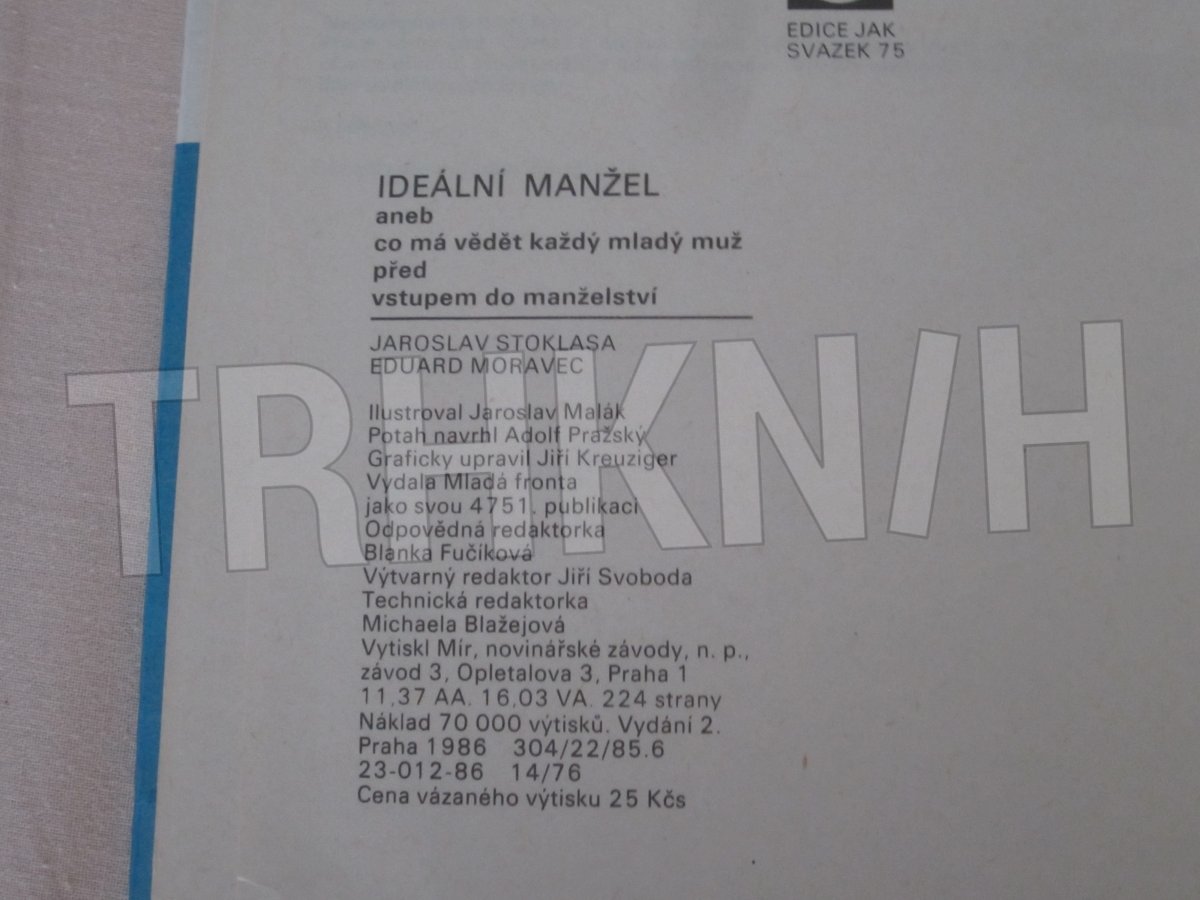 EDICE JAK
SVAZEK 75
IDEÁLNÍ MANŽEL
aneb
co má vědět každý mladý muž
před
vstupem do manželství
JAROSLAV STOKLASA
EDUARD MORAVEC
Ilustroval Jaroslav Malák
Potah navrhl Adolf Pražský
Graficky upravil Jiří Kreuziger
Vydala Mladá fronta
jako svou 4751. publikaci
Odpovědná redaktorka
Blanka Fučíková
Výtvarný redaktor Jiří Svoboda
Technická redaktorka
Michaela Blažejová
Vytiskl Mír, novinářské závody, n. p.,
závod 3, Opletalova 3, Praha 1
11,37 AA. 16,03 VA. 224 strany
Náklad 70 000 výtisků. Vydání 2.
Praha 1986 304/22/85.6
23-012-86 14/76
Cena vázaného výtisku 25 Kčs
TRHKN/H